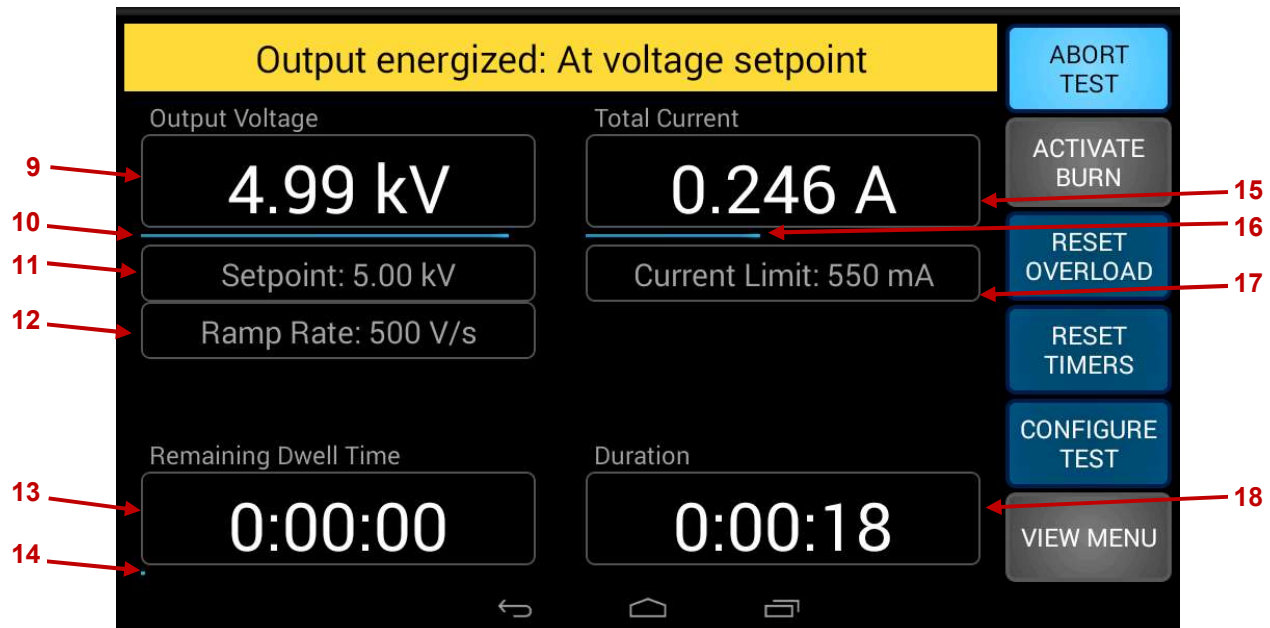 Output energized: At voltage setpoint
ABORT
TEST
Output Voltage
Total Current
ACTIVATE
BURN
9
4.99 kV
0.246 A
15
10
16
RESET
OVERLOAD
11
Setpoint: 5.00 kV
Current Limit: 550 mA
17
12
Ramp Rate: 500 V/s
RESET
TIMERS
CONFIGURE
TEST
Remaining Dwell Time
Duration
13
0:00:00
0:00:18
18
VIEW MENU
14